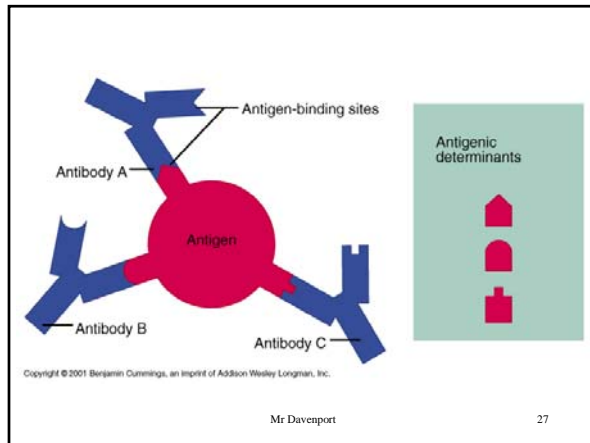 Antigen-binding sites
Antibody A
Antigen
Antibody B
Antibody C
Antigenic
determinants
Copyright © 2001 Benjamin Cummings, an imprint of Addison Wesley Longman, Inc.
Mr Davenport
27